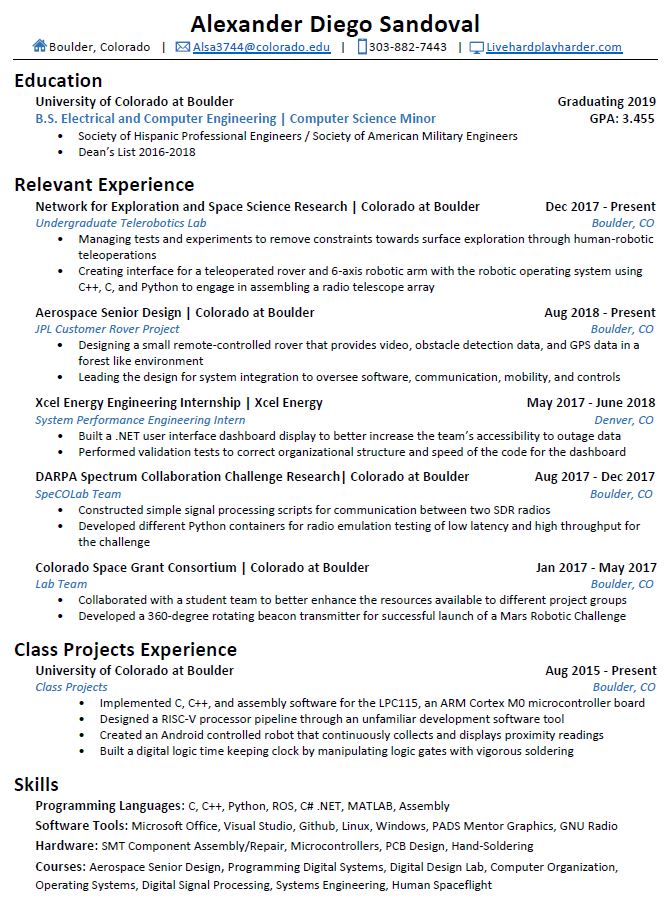 Alexander Diego Sandoval
Boulder, Colorado | Alsa3744@colorado.edu | 303-882-7443 | Livehardplayharder.com
Education
University of Colorado at Boulder Graduating 2019
B.S. Electrical and Computer Engineering | Computer Science Minor GPA: 3.455
• Society of Hispanic Professional Engineers / Society of American Military Engineers
• Dean's List 2016-2018
Relevant Experience
Network for Exploration and Space Science Research | Colorado at Boulder Dec 2017 - Present
Undergraduate Telerobotics Lab Boulder, CO
• Managing tests and experiments to remove constraints towards surface exploration through human-robotic
teleoperations
• Creating interface for a teleoperated rover and 6-axis robotic arm with the robotic operating system using
C++, C, and Python to engage in assembling a radio telescope array
Aerospace Senior Design | Colorado at Boulder Aug 2018 - Present
JPL Customer Rover Project Boulder, CO
• Designing a small remote-controlled rover that provides video, obstacle detection data, and GPS data in a
forest like environment
• Leading the design for system integration to oversee software, communication, mobility, and controls
Xcel Energy Engineering Internship | Xcel Energy May 2017 - June 2018
System Performance Engineering Intern Denver, CO
• Built a .NET user interface dashboard display to better increase the team's accessibility to outage data
• Performed validation tests to correct organizational structure and speed of the code for the dashboard
DARPA Spectrum Collaboration Challenge Research| Colorado at Boulder Aug 2017 - Dec 2017
SpeCOLab Team Boulder, CO
• Constructed simple signal processing scripts for communication between two SDR radios
• Developed different Python containers for radio emulation testing of low latency and high throughput for
the challenge
Colorado Space Grant Consortium | Colorado at Boulder Jan 2017 - May 2017
Lab Team Boulder, CO
• Collaborated with a student team to better enhance the resources available to different project groups
• Developed a 360-degree rotating beacon transmitter for successful launch of a Mars Robotic Challenge
Class Projects Experience
University of Colorado at Boulder Aug 2015 - Present
Class Projects Boulder, CO
• Implemented C, C++, and assembly software for the LPC115, an ARM Cortex M0 microcontroller board
• Designed a RISC-V processor pipeline through an unfamiliar development software tool
• Created an Android controlled robot that continuously collects and displays proximity readings
• Built a digital logic time keeping clock by manipulating logic gates with vigorous soldering
Skills
Programming Languages: C, C++, Python, ROS, C# .NET, MATLAB, Assembly
Software Tools: Microsoft Office, Visual Studio, Github, Linux, Windows, PADS Mentor Graphics, GNU Radio
Hardware: SMT Component Assembly/Repair, Microcontrollers, PCB Design, Hand-Soldering
Courses: Aerospace Senior Design, Programming Digital Systems, Digital Design Lab, Computer Organization,
Operating Systems, Digital Signal Processing, Systems Engineering, Human Spaceflight